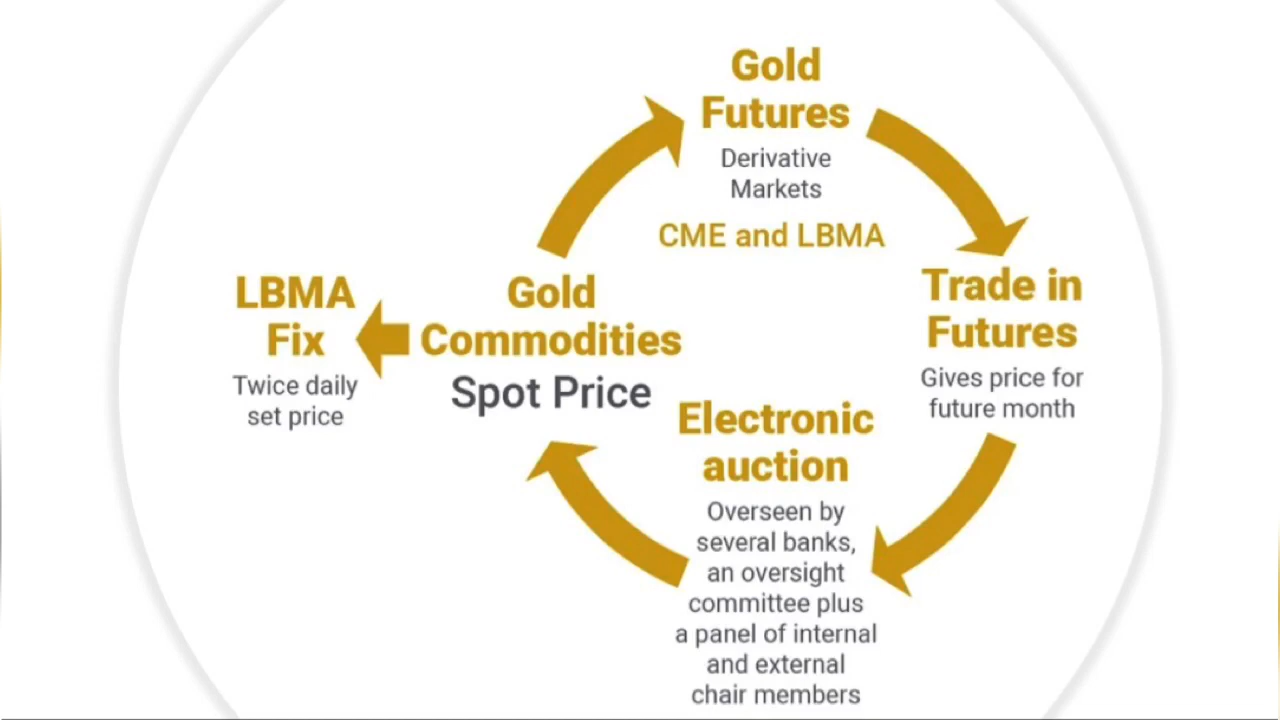 Gold
Futures
Derivative
Markets
CME and LBMA
Trade in
Futures
Gives price for
future month
Electronic
auction
Overseen by
several banks,
an oversight
committee plus
a panel of internal
and external
chair members
Gold
Commodities
Spot Price
LBMA
Fix
Twice daily
set price